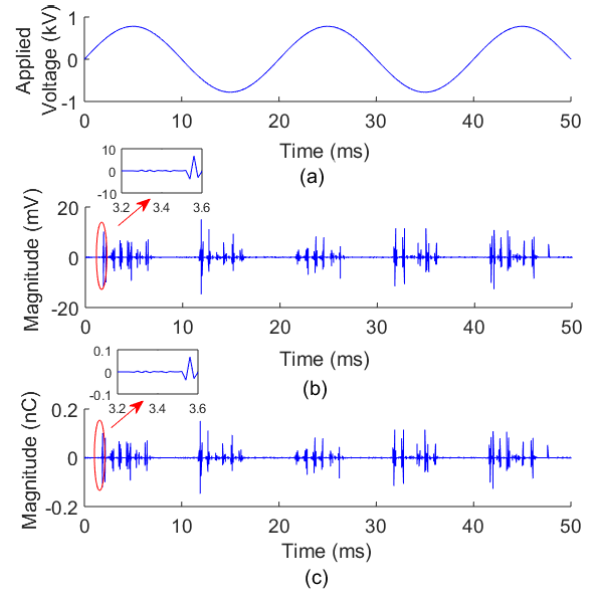 Applied
Voltage (kV)
1
0
-1
0 10 20 30 40 50
Time (ms)
(a)
10
0
-10
3.2 3.4 3.6
Magnitude (mV)
20
0
-20
0 10 20 30 40 50
Time (ms)
(b)
0.1
0
-0.1
3.2 3.4 3.6
Magnitude (nC)
0.2
0
-0.2
0 10 20 30 40 50
Time (ms)
(c)